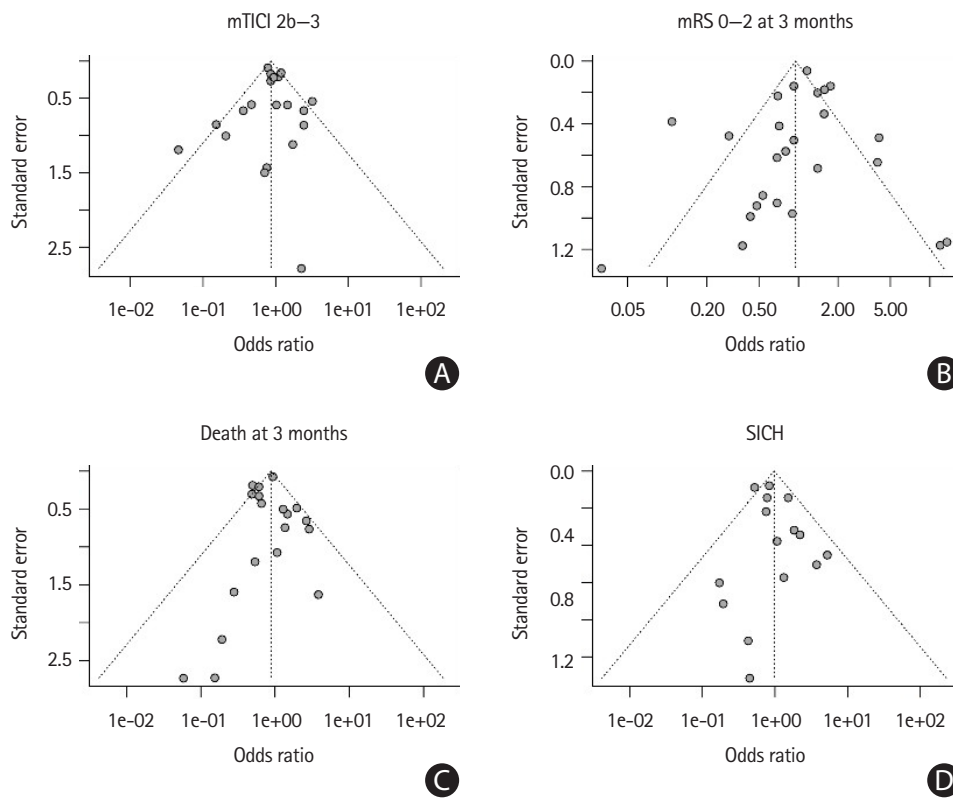 mTICI 2b–3
0.5
1.5
2.5
Standard error
1e–02 1e–01 1e+00 1e+01 1e+02
Odds ratio
A
mRS 0–2 at 3 months
0.0
0.4
0.8
1.2
Standard error
0.05 0.20 0.50 2.00 5.00
Odds ratio
B
Death at 3 months
0.5
1.5
2.5
Standard error
1e–02 1e–01 1e+00 1e+01 1e+02
Odds ratio
C
SICH
0.0
0.4
0.8
1.2
Standard error
1e–02 1e–01 1e+00 1e+01 1e+02
Odds ratio
D